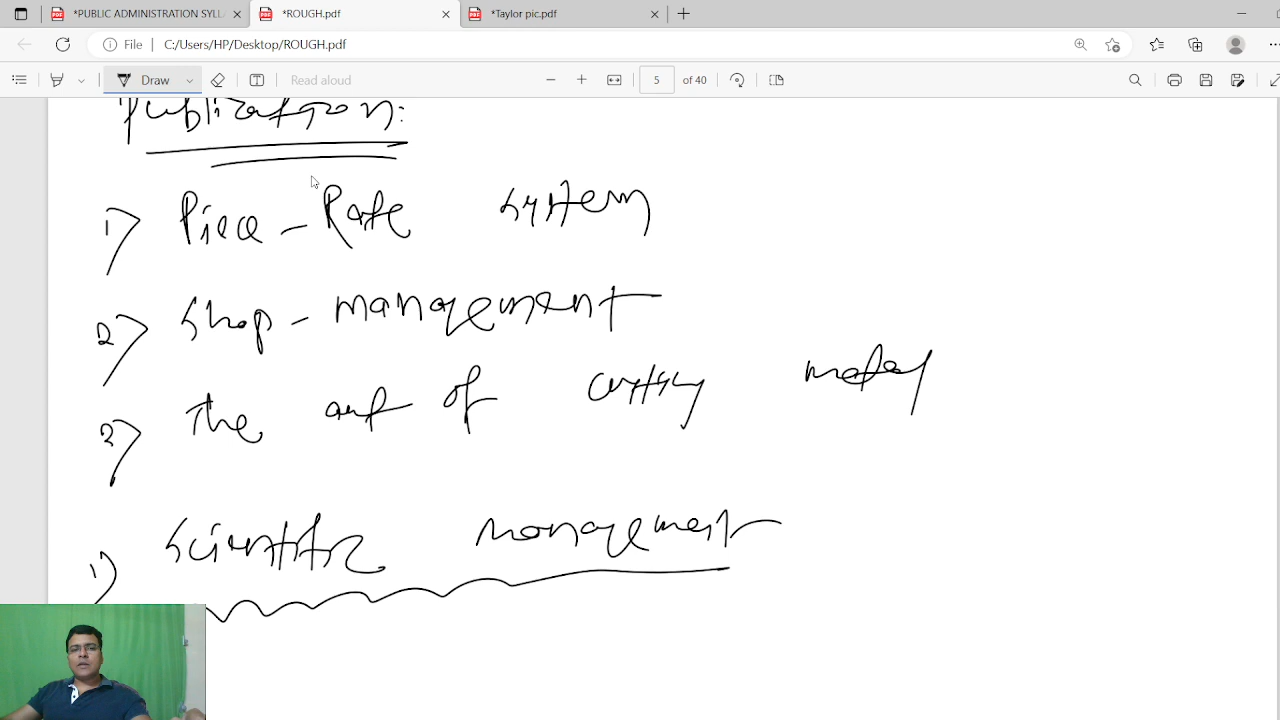 *PUBLIC ADMINISTRATION SYLLA
*ROUGH.pdf
*Taylor pic.pdf
File
C:/Users/HP/Desktop/ROUGH.pdf
Draw
Read aloud
5 of 40
Publication:
1) Piece-Rate system
2) Shop-management
3) The art of cutting metal
1) Scientific management